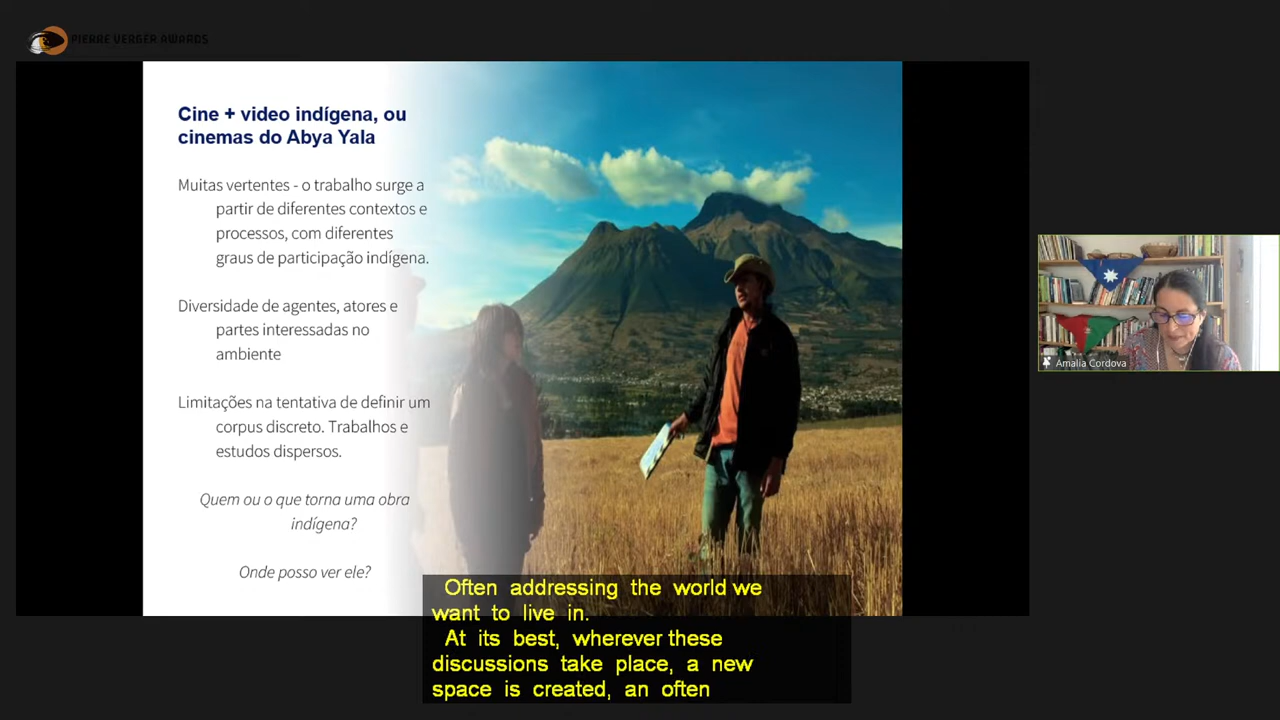 PIERRE VERGER AWARDS
Cine + video indígena, ou
cinemas do Abya Yala
Muitas vertentes - o trabalho surge a
partir de diferentes contextos e
processos, com diferentes
graus de participação indígena.
Diversidade de agentes, atores e
partes interessadas no
ambiente
Limitações na tentativa de definir um
corpus discreto. Trabalhos e
estudos dispersos.
Quem ou o que torna uma obra
indígena?
Onde posso ver ele?
Often addressing the world we
want to live in.
At its best, wherever these
discussions take place, a new
space is created, an often
Amalia Cordova